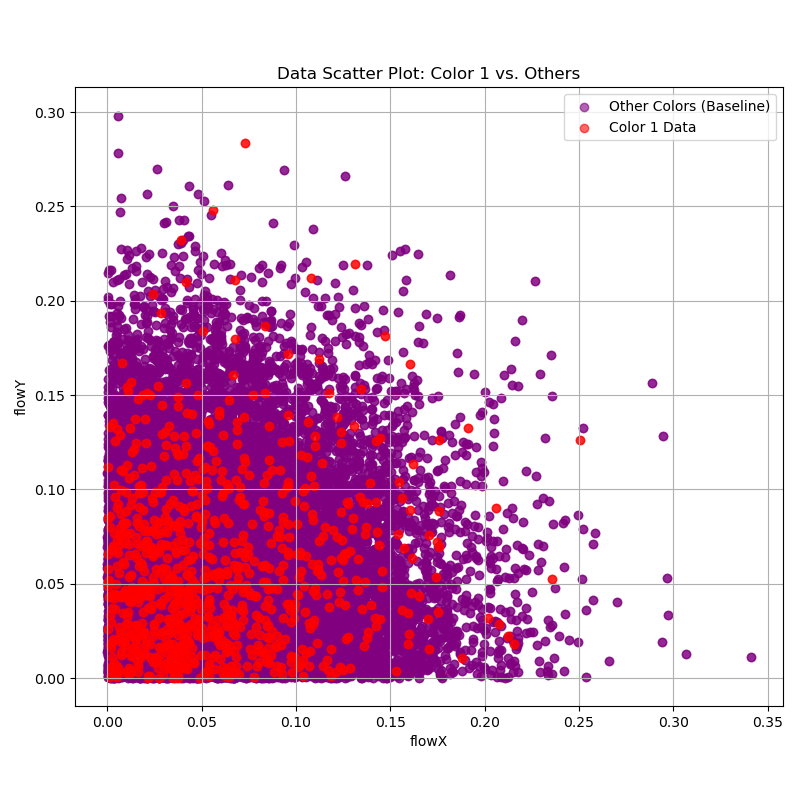 Data Scatter Plot: Color 1 vs. Others
Other Colors (Baseline)
Color 1 Data
0.30
0.25
0.20
0.15
0.10
0.05
0.00
flowY
0.00 0.05 0.10 0.15 0.20 0.25 0.30 0.35
flowX